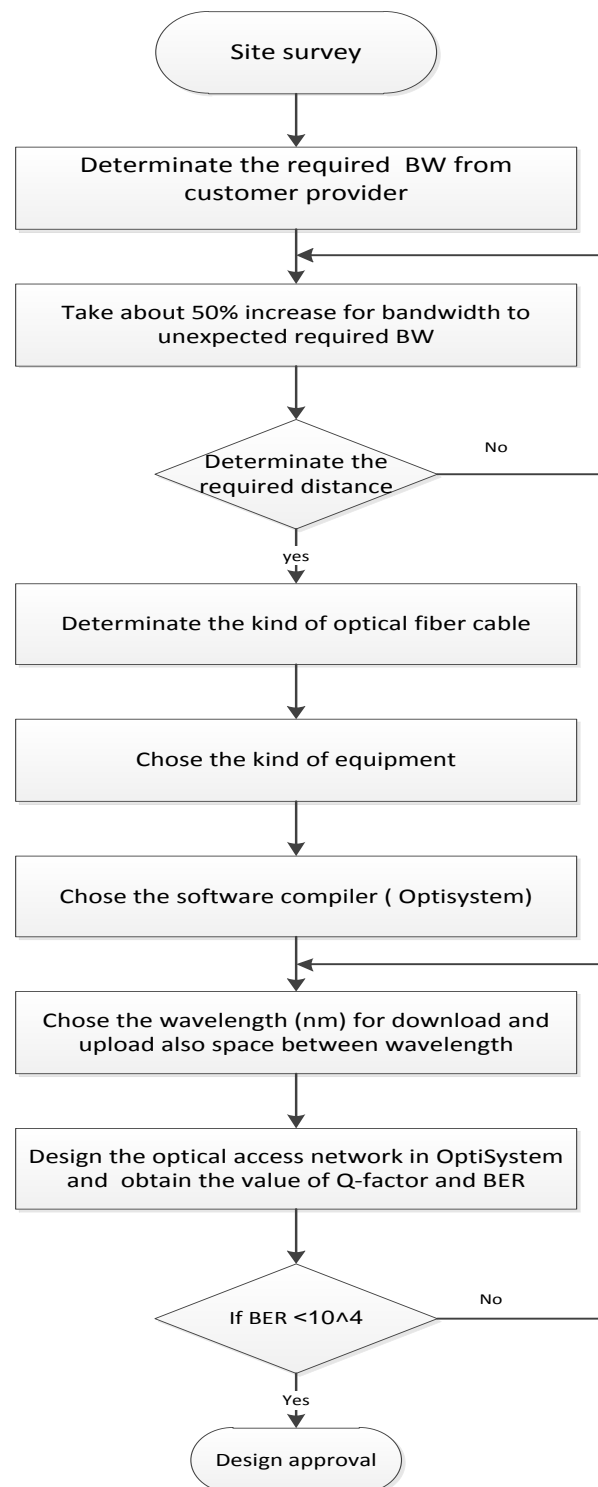 Site survey
Determinate the required BW from
customer provider
Take about 50% increase for bandwidth to
unexpected required BW
Determinate the
required distance
No
yes
Determinate the kind of optical fiber cable
Chose the kind of equipment
Chose the software compiler ( Optisystem)
Chose the wavelength (nm) for download and
upload also space between wavelength
Design the optical access network in OptiSystem
and obtain the value of Q-factor and BER
If BER <10^4
No
Yes
Design approval